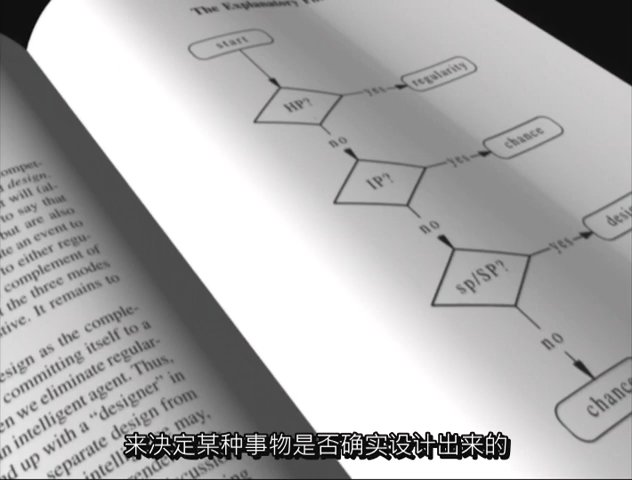 The Explanatory
start
HP?
yes
regularity
no
IP?
yes
chance
no
sp/SP?
yes
no
chance
design.
will (al-
to say that
but are also
te an event to
to either regu-
complement of
the three modes
tive. It remains to
esign as the comple-
committing itself to a
en we eliminate regular-
n intelligent agent. Thus,
d up with a "designer" in
separate design from
may,
来决定某种事物是否确实设计出来的